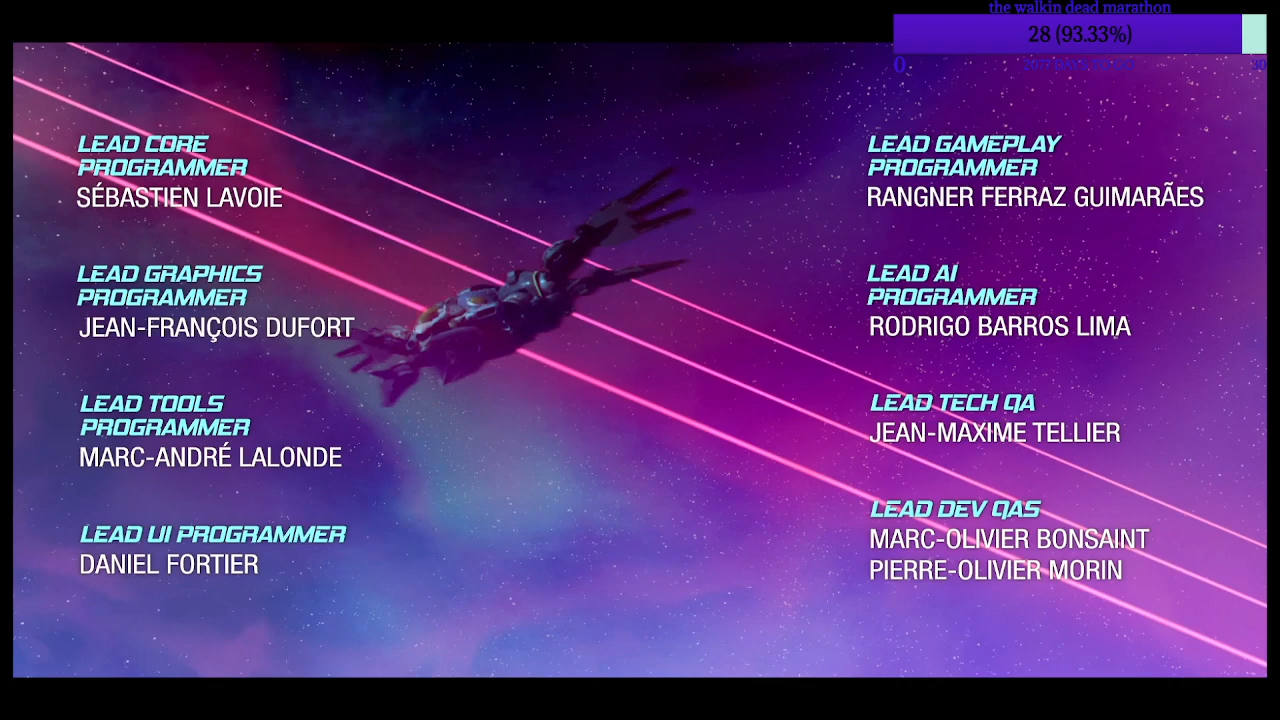 the walkin dead marathon
28 (93.33%)
0
30
LEAD CORE
PROGRAMMER
SÉBASTIEN LAVOIE
LEAD GRAPHICS
PROGRAMMER
JEAN-FRANÇOIS DUFORT
LEAD TOOLS
PROGRAMMER
MARC-ANDRÉ LALONDE
LEAD UI PROGRAMMER
DANIEL FORTIER
LEAD GAMEPLAY
PROGRAMMER
RANGNER FERRAZ GUIMARÃES
LEAD AI
PROGRAMMER
RODRIGO BARROS LIMA
LEAD TECH QA
JEAN-MAXIME TELLIER
LEAD DEV QAS
MARC-OLIVIER BONSAINT
PIERRE-OLIVIER MORIN